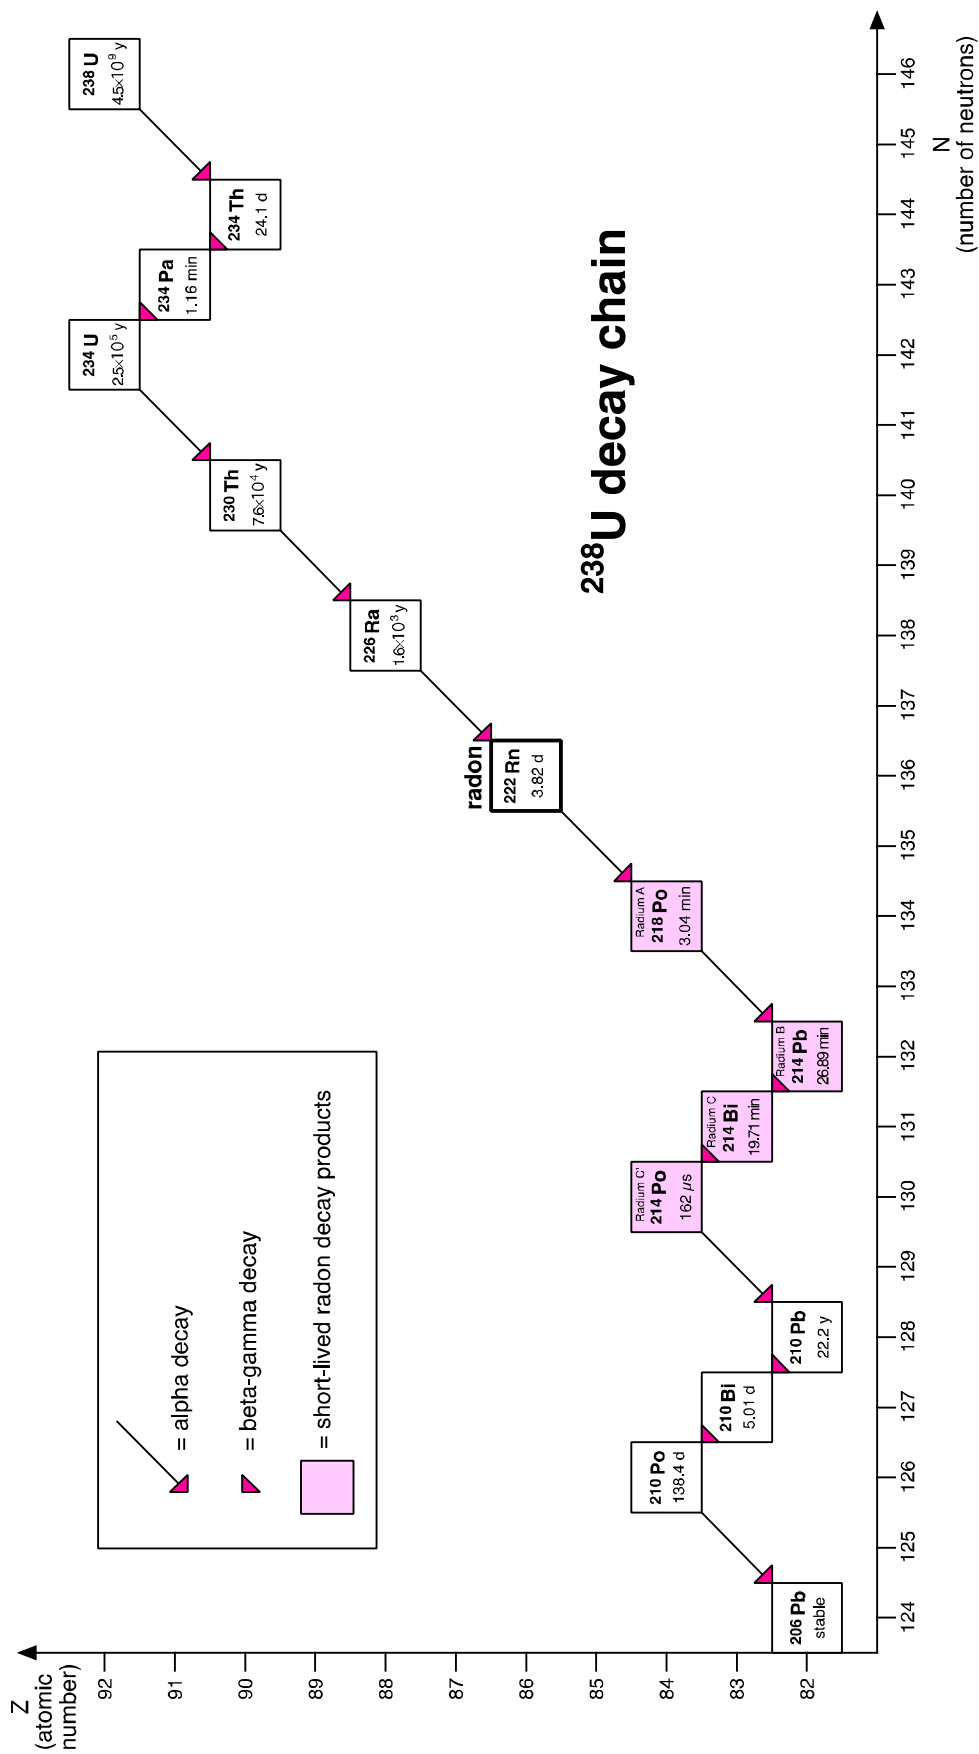 Z
(atomic
number)
92
91
90
89
88
87
86
85
84
83
82
= alpha decay
= beta-gamma decay
= short-lived radon decay products
238 U
4.5×10⁹ y
234 Th
24.1 d
234 Pa
1.16 min
234 U
2.5×10⁵ y
230 Th
7.6×10⁴ y
226 Ra
1.6×10³ y
radon
222 Rn
3.82 d
Radium A
218 Po
3.04 min
Radium B
214 Pb
26.89 min
Radium C
214 Bi
19.71 min
Radium C'
214 Po
162 µs
210 Pb
22.2 y
210 Bi
5.01 d
210 Po
138.4 d
206 Pb
stable
²³⁸U decay chain
124 125 126 127 128 129 130 131 132 133 134 135 136 137 138 139 140 141 142 143 144 145 146
N
(number of neutrons)